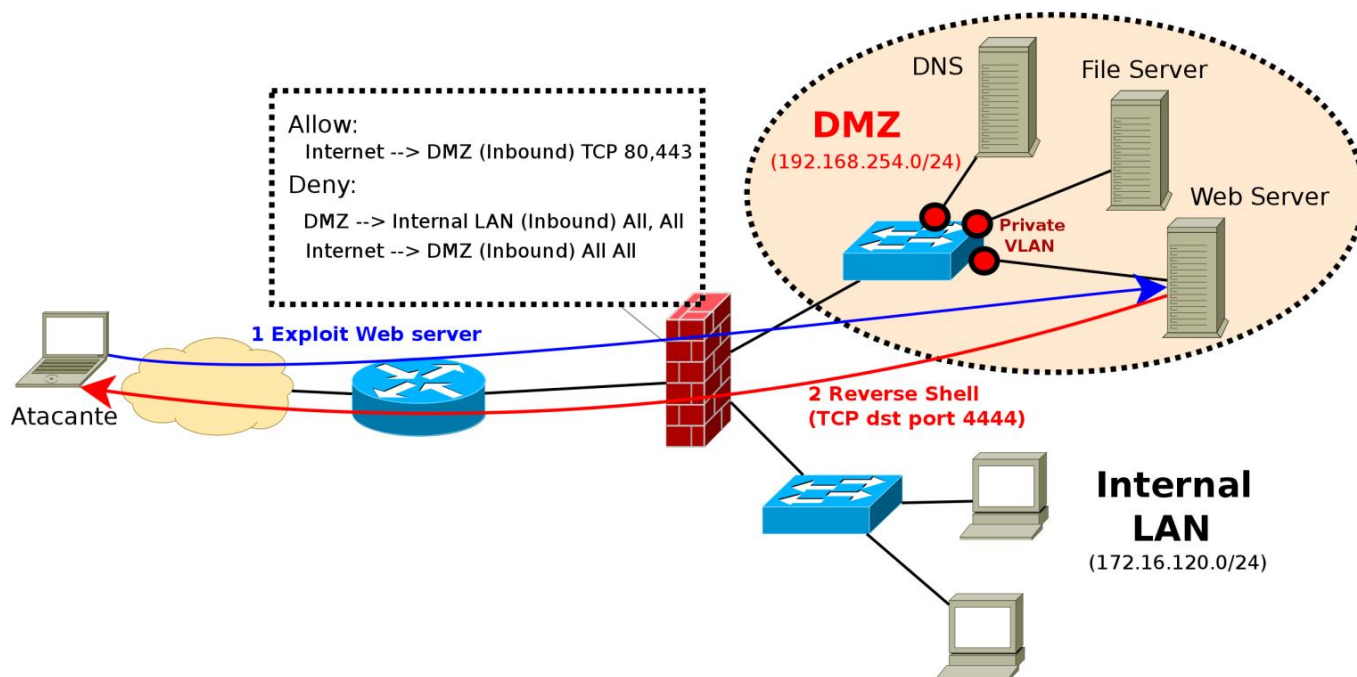 Allow:
Internet --> DMZ (Inbound) TCP 80,443
Deny:
DMZ --> Internal LAN (Inbound) All, All
Internet --> DMZ (Inbound) All All
DNS
File Server
DMZ
(192.168.254.0/24)
Web Server
Private
VLAN
1 Exploit Web server
Atacante
2 Reverse Shell
(TCP dst port 4444)
Internal
LAN
(172.16.120.0/24)